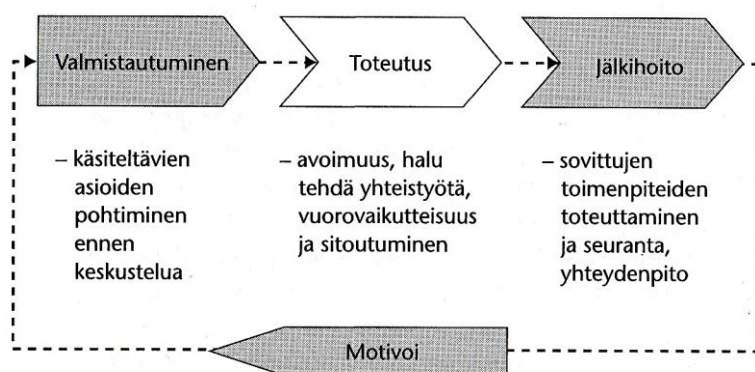 Valmistautuminen
Toteutus
Jälkihoito
– käsiteltävien
asioiden
pohtiminen
ennen
keskustelua
– avoimuus, halu
tehdä yhteistyötä,
vuorovaikutteisuus
ja sitoutuminen
– sovittujen
toimenpiteiden
toteuttaminen
ja seuranta,
yhteydenpito
Motivoi